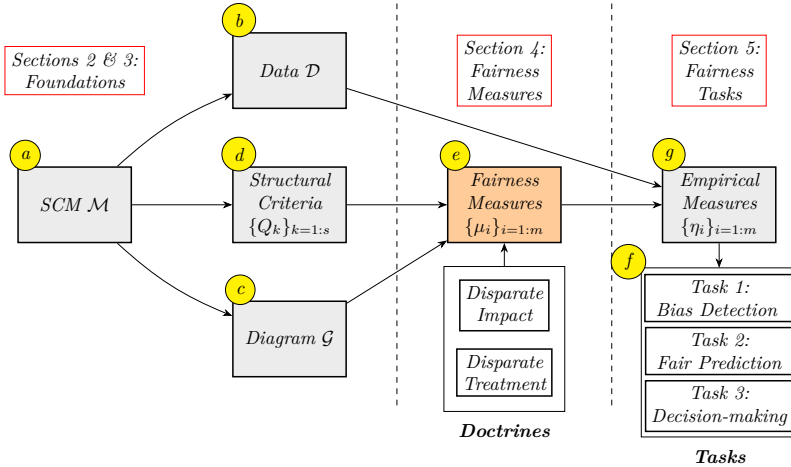 b
Sections 2 & 3:
Foundations
Data 𝒟
Section 4:
Fairness
Measures
Section 5:
Fairness
Tasks
a
SCM ℳ
d
Structural
Criteria
{Q_k}_{k=1:s}
e
Fairness
Measures
{μ_i}_{i=1:m}
g
Empirical
Measures
{η_i}_{i=1:m}
c
Diagram 𝒢
Disparate
Impact
Disparate
Treatment
Doctrines
f
Task 1:
Bias Detection
Task 2:
Fair Prediction
Task 3:
Decision-making
Tasks